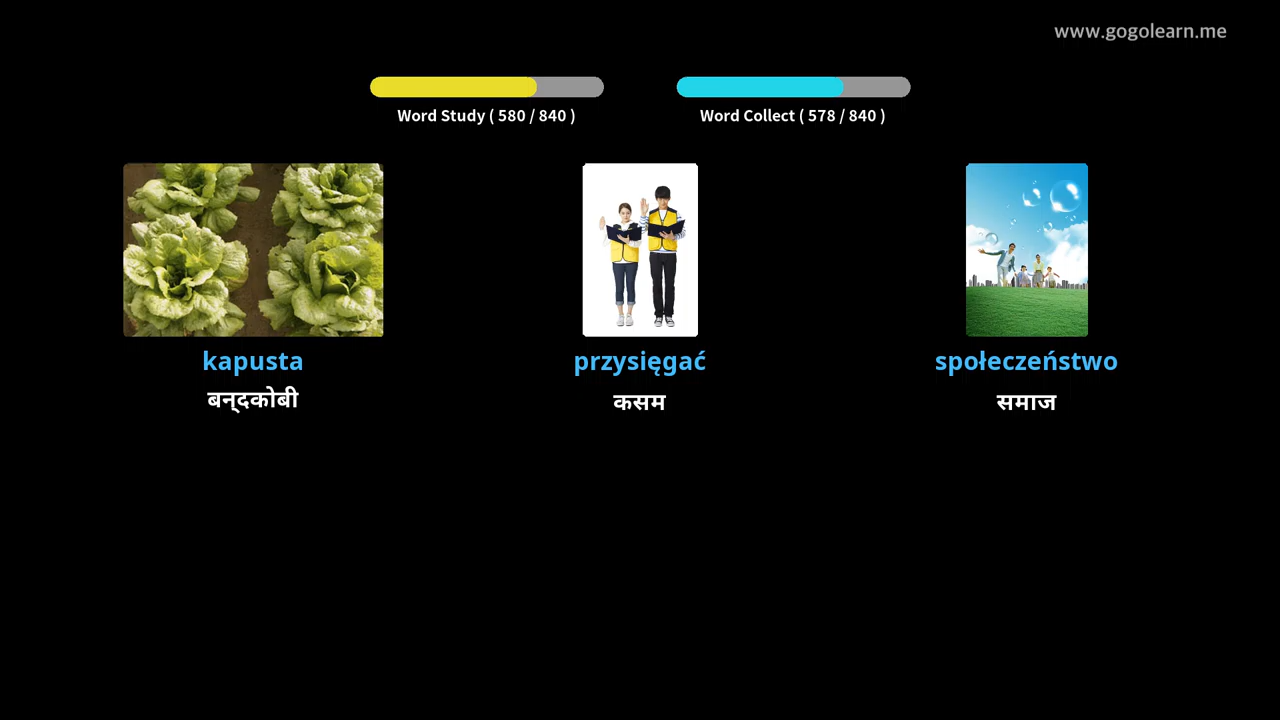 www.gogolearn.me
Word Study ( 580 / 840 )
Word Collect ( 578 / 840 )
kapusta
przysięgać
społeczeństwo
बन्‌दकोबी
कसम
समाज